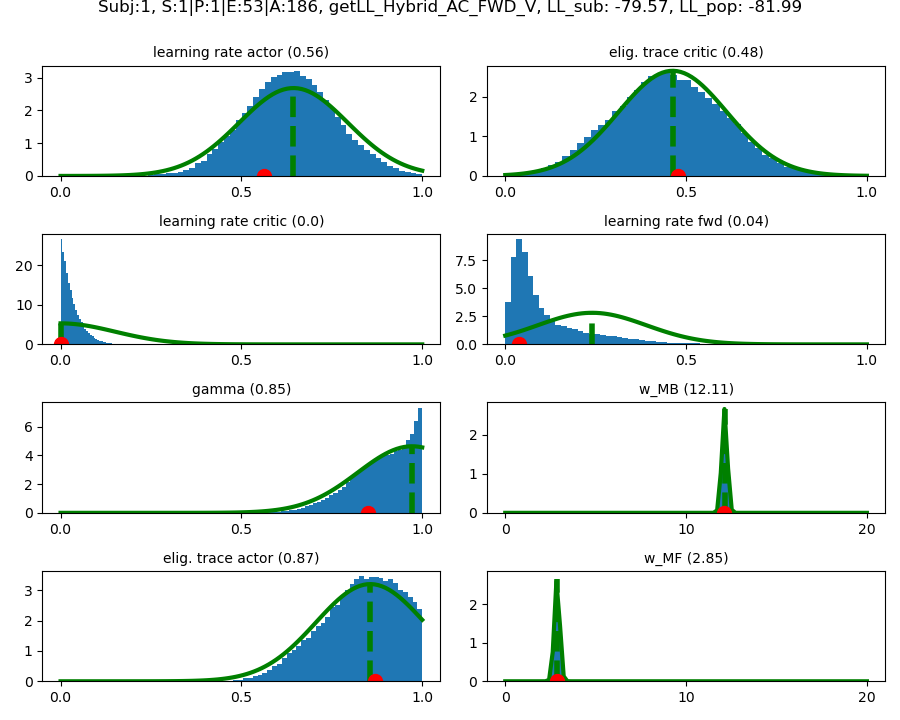 Subj:1, S:1|P:1|E:53|A:186, getLL_Hybrid_AC_FWD_V, LL_sub: -79.57, LL_pop: -81.99
learning rate actor (0.56)
3
2
1
0
0.0 0.5 1.0
elig. trace critic (0.48)
2
1
0
0.0 0.5 1.0
learning rate critic (0.0)
20
10
0
0.0 0.5 1.0
learning rate fwd (0.04)
7.5
5.0
2.5
0.0
0.0 0.5 1.0
gamma (0.85)
6
4
2
0
0.0 0.5 1.0
w_MB (12.11)
2
1
0
0 10 20
elig. trace actor (0.87)
3
2
1
0
0.0 0.5 1.0
w_MF (2.85)
2
1
0
0 10 20